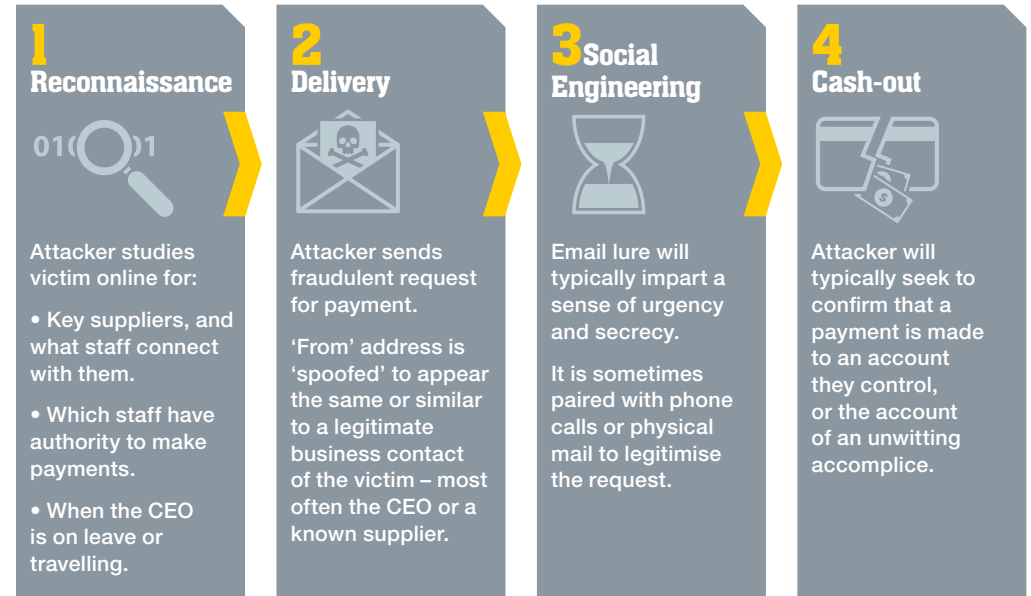 1
Reconnaissance
01( )1
Attacker studies
victim online for:
• Key suppliers, and
what staff connect
with them.
• Which staff have
authority to make
payments.
• When the CEO
is on leave or
travelling.
2
Delivery
Attacker sends
fraudulent request
for payment.
‘From’ address is
‘spoofed’ to appear
the same or similar
to a legitimate
business contact
of the victim – most
often the CEO or a
known supplier.
3 Social
Engineering
Email lure will
typically impart a
sense of urgency
and secrecy.
It is sometimes
paired with phone
calls or physical
mail to legitimise
the request.
4
Cash-out
$
Attacker will
typically seek to
confirm that a
payment is made
to an account
they control,
or the account
of an unwitting
accomplice.